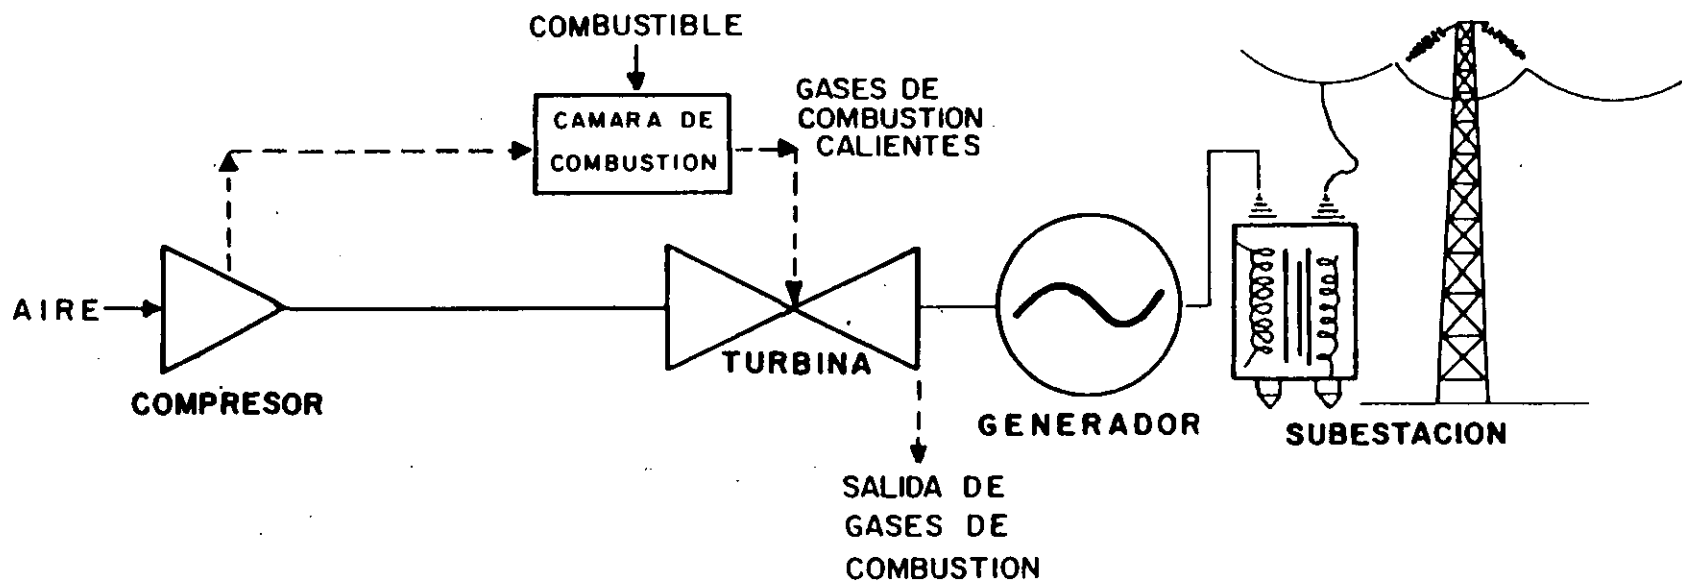 COMBUSTIBLE
CAMARA DE
COMBUSTION
GASES DE
COMBUSTION
CALIENTES
AIRE
COMPRESOR
TURBINA
GENERADOR
SUBESTACION
SALIDA DE
GASES DE
COMBUSTION